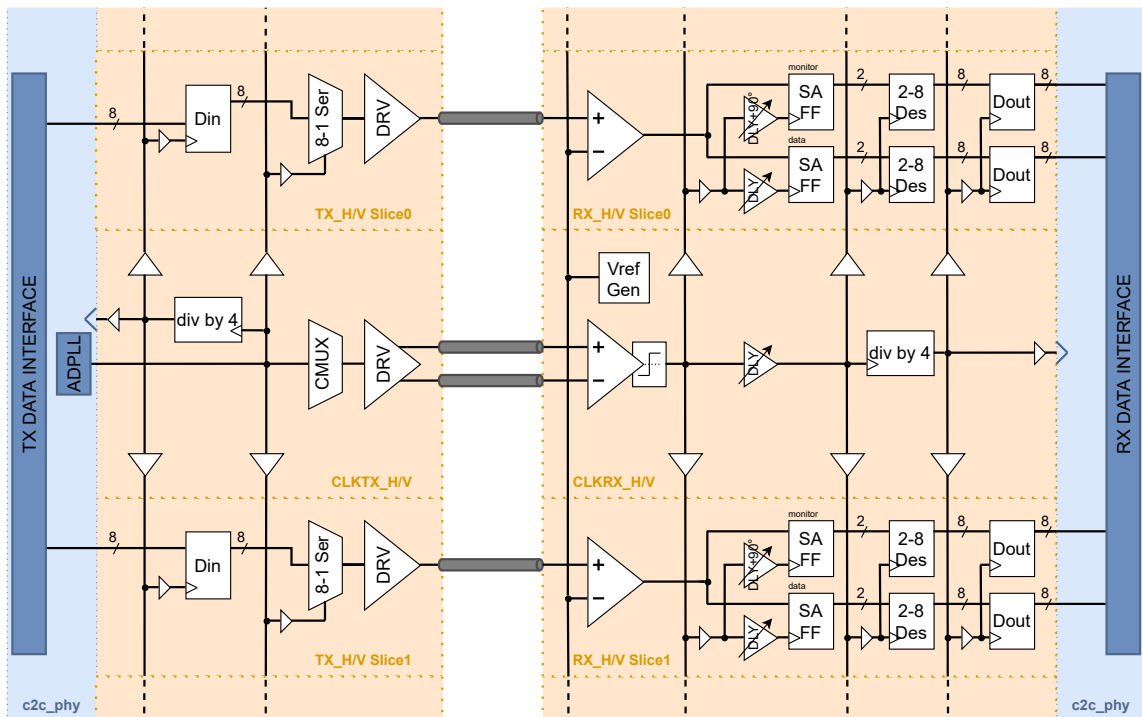 monitor
8
8
Din
8-1 Ser
DRV
+
−
DLY+90°
SA
FF
2
2-8
Des
8
Dout
8
data
DLY
SA
FF
2
2-8
Des
8
Dout
8
TX_H/V Slice0
RX_H/V Slice0
TX DATA INTERFACE
ADPLL
div by 4
CMUX
DRV
Vref
Gen
+
−
DLY
div by 4
RX DATA INTERFACE
CLKTX_H/V
CLKRX_H/V
monitor
8
8
Din
8-1 Ser
DRV
+
−
DLY+90°
SA
FF
2
2-8
Des
8
Dout
8
data
DLY
SA
FF
2
2-8
Des
8
Dout
8
TX_H/V Slice1
RX_H/V Slice1
c2c_phy
c2c_phy